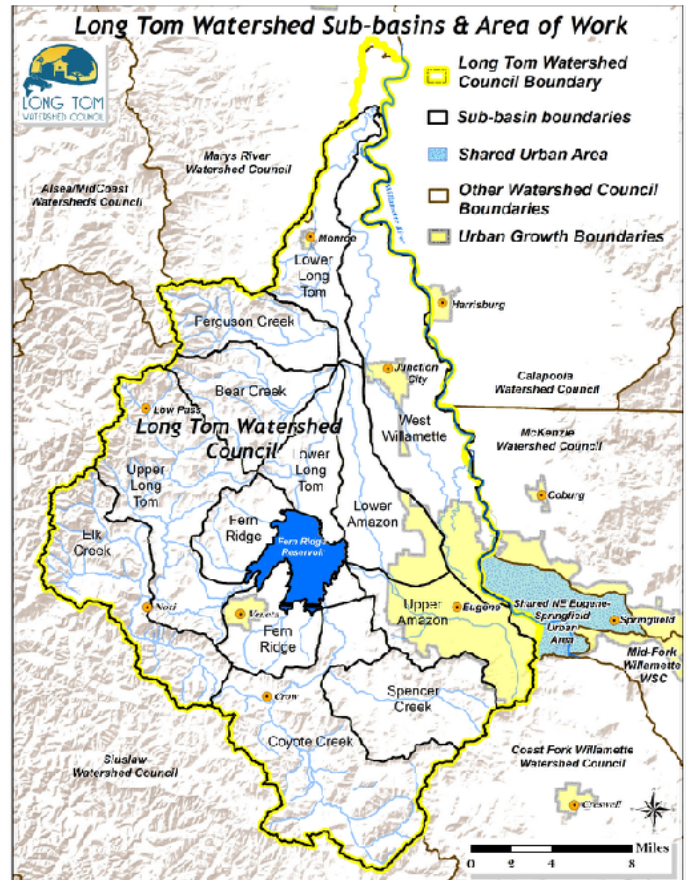 Long Tom Watershed Sub-basins & Area of Work
LONG TOM
WATERSHED COUNCIL
Long Tom Watershed
Council Boundary
Sub-basin boundaries
Shared Urban Area
Other Watershed Council
Boundaries
Urban Growth Boundaries
Marys River
Watershed Council
Alsea/MidCoast
Watersheds Council
Monroe
Lower
Long
Tom
Harrisburg
Ferguson Creek
Junction
City
Calapooia
Watershed Council
Bear Creek
Low Pass
West
Willamette
Long Tom Watershed
Council
McKenzie
Watershed Council
Upper
Long
Tom
Lower
Long
Tom
Coburg
Lower
Amazon
Elk
Creek
Fern
Ridge
Fern Ridge
Reservoir
Noti
Veneta
Upper
Amazon
Eugene
Shared NE Eugene-
Springfield
Urban
Area
Springfield
Fern
Ridge
Mid-Fork
Willamette
WSC
Crow
Spencer
Creek
Coyote Creek
Siuslaw
Watershed Council
Coast Fork Willamette
Watershed Council
Creswell
Miles
0 2 4 8